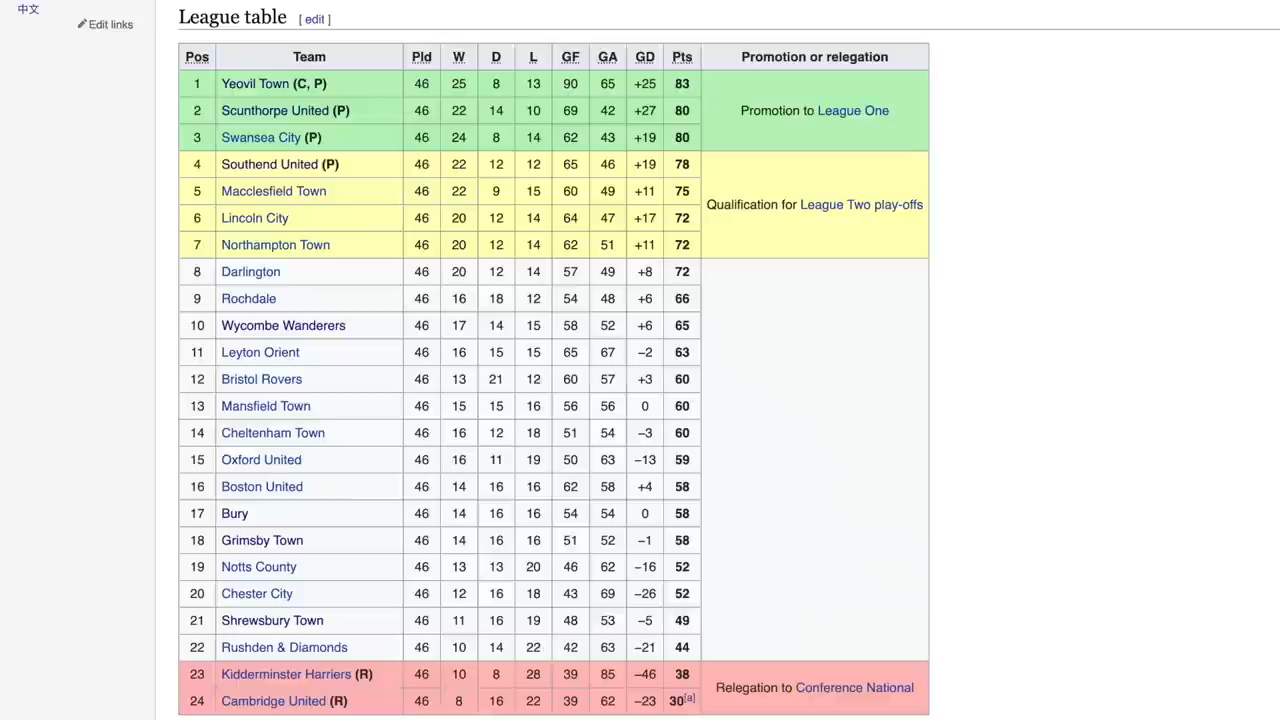 中文
Edit links
League table [ edit ]
Pos Team Pld W D L GF GA GD Pts Promotion or relegation
1 Yeovil Town (C, P) 46 25 8 13 90 65 +25 83
2 Scunthorpe United (P) 46 22 14 10 69 42 +27 80 Promotion to League One
3 Swansea City (P) 46 24 8 14 62 43 +19 80
4 Southend United (P) 46 22 12 12 65 46 +19 78
5 Macclesfield Town 46 22 9 15 60 49 +11 75
Qualification for League Two play-offs
6 Lincoln City 46 20 12 14 64 47 +17 72
7 Northampton Town 46 20 12 14 62 51 +11 72
8 Darlington 46 20 12 14 57 49 +8 72
9 Rochdale 46 16 18 12 54 48 +6 66
10 Wycombe Wanderers 46 17 14 15 58 52 +6 65
11 Leyton Orient 46 16 15 15 65 67 −2 63
12 Bristol Rovers 46 13 21 12 60 57 +3 60
13 Mansfield Town 46 15 15 16 56 56 0 60
14 Cheltenham Town 46 16 12 18 51 54 −3 60
15 Oxford United 46 16 11 19 50 63 −13 59
16 Boston United 46 14 16 16 62 58 +4 58
17 Bury 46 14 16 16 54 54 0 58
18 Grimsby Town 46 14 16 16 51 52 −1 58
19 Notts County 46 13 13 20 46 62 −16 52
20 Chester City 46 12 16 18 43 69 −26 52
21 Shrewsbury Town 46 11 16 19 48 53 −5 49
22 Rushden & Diamonds 46 10 14 22 42 63 −21 44
23 Kidderminster Harriers (R) 46 10 8 28 39 85 −46 38
Relegation to Conference National
24 Cambridge United (R) 46 8 16 22 39 62 −23 30[a]